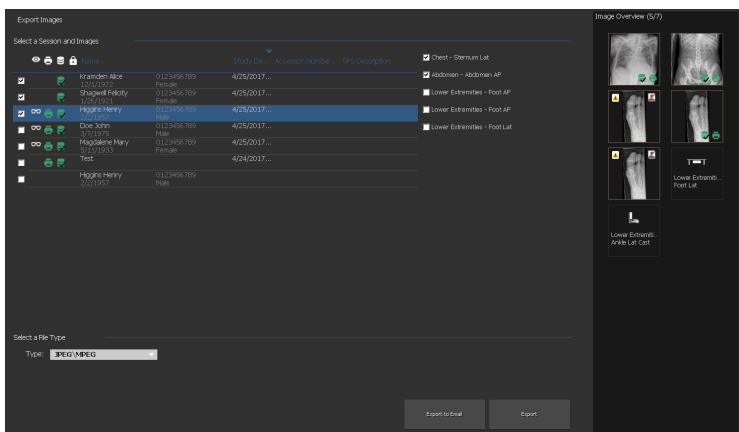 Export Images
Image Overview (5/7)
Select a Session and Images
Name Study Da... Accession Number SPS Description
Kramden Alice 0123456789 4/25/2017...
12/1/1972 Female
Shagwell Felicity 0123456789 4/25/2017...
1/26/1921 Female
Higgins Henry 0123456789 4/25/2017...
2/2/1957 Male
Doe John 0123456789 4/25/2017...
3/7/1975 Male
Magdalene Mary 0123456789 4/25/2017...
5/11/1933 Female
Test 4/24/2017...
Higgins Henry 0123456789
2/2/1957 Male
Chest - Sternum Lat
Abdomen - Abdomen AP
Lower Extremities - Foot AP
Lower Extremities - Foot AP
Lower Extremities - Foot Lat
Lower Extremiti...
Foot Lat
Lower Extremiti...
Ankle Lat Cast
Select a File Type
Type: JPEG\MPEG
Export to Email
Export